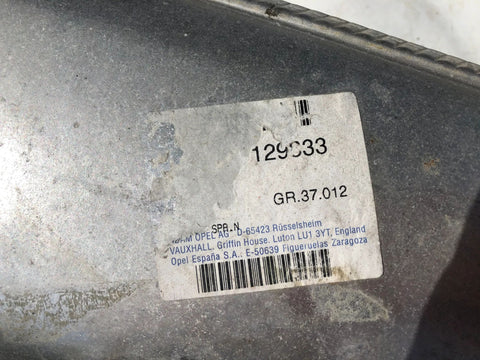 GR.37.012
SPR.N
ADAM OPEL AG D-65423 Rüsselsheim
VAUXHALL. Griffin House. Luton LU1 3YT, England
Opel España S.A.. E-50639 Figueruelas Zaragoza